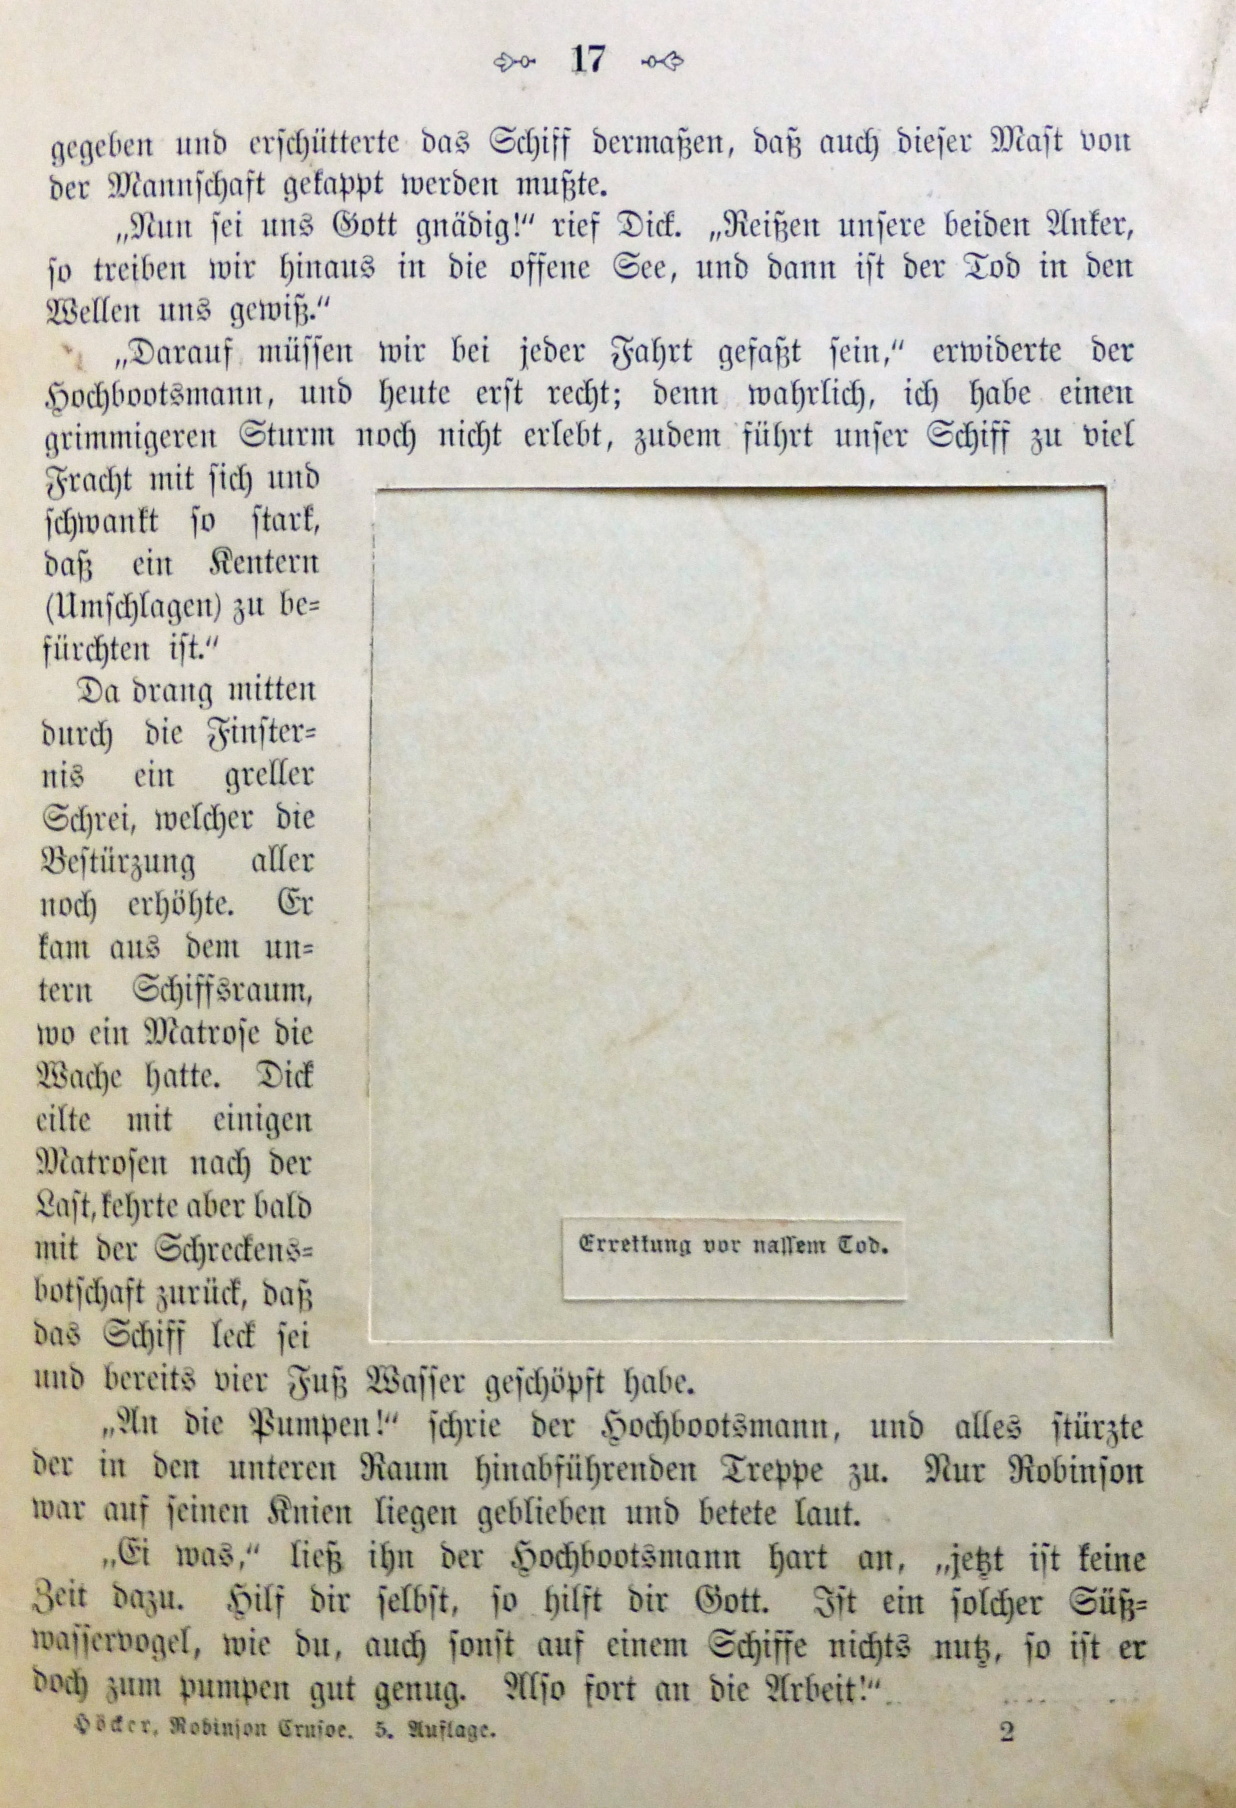 17
gegeben und erschütterte das Schiff dermaßen, daß auch dieser Mast von
der Mannschaft gekappt werden mußte.
„Nun sei uns Gott gnädig!“ rief Dick. „Reißen unsere beiden Anker,
so treiben wir hinaus in die offene See, und dann ist der Tod in den
Wellen uns gewiß.“
„Darauf müssen wir bei jeder Fahrt gefaßt sein,“ erwiderte der
Hochbootsmann, und heute erst recht; denn wahrlich, ich habe einen
grimmigeren Sturm noch nicht erlebt, zudem führt unser Schiff zu viel
Fracht mit sich und
schwankt so stark,
daß ein Kentern
(Umschlagen) zu be-
fürchten ist.“
Da drang mitten
durch die Finster-
nis ein greller
Schrei, welcher die
Bestürzung aller
noch erhöhte. Er
kam aus dem un-
tern Schiffsraum,
wo ein Matrose die
Wache hatte. Dick
eilte mit einigen
Matrosen nach der
Last, kehrte aber bald
mit der Schreckens-
botschaft zurück, daß
das Schiff leck sei
und bereits vier Fuß Wasser geschöpft habe.
Errettung vor nassem Tod.
„An die Pumpen!“ schrie der Hochbootsmann, und alles stürzte
der in den unteren Raum hinabführenden Treppe zu. Nur Robinson
war auf seinen Knien liegen geblieben und betete laut.
„Ei was,“ ließ ihn der Hochbootsmann hart an, „jetzt ist keine
Zeit dazu. Hilf dir selbst, so hilft dir Gott. Ist ein solcher Süß-
wasservogel, wie du, auch sonst auf einem Schiffe nichts nutz, so ist er
doch zum pumpen gut genug. Also fort an die Arbeit!“
Höcker, Robinson Crusoe. 5. Auflage. 2